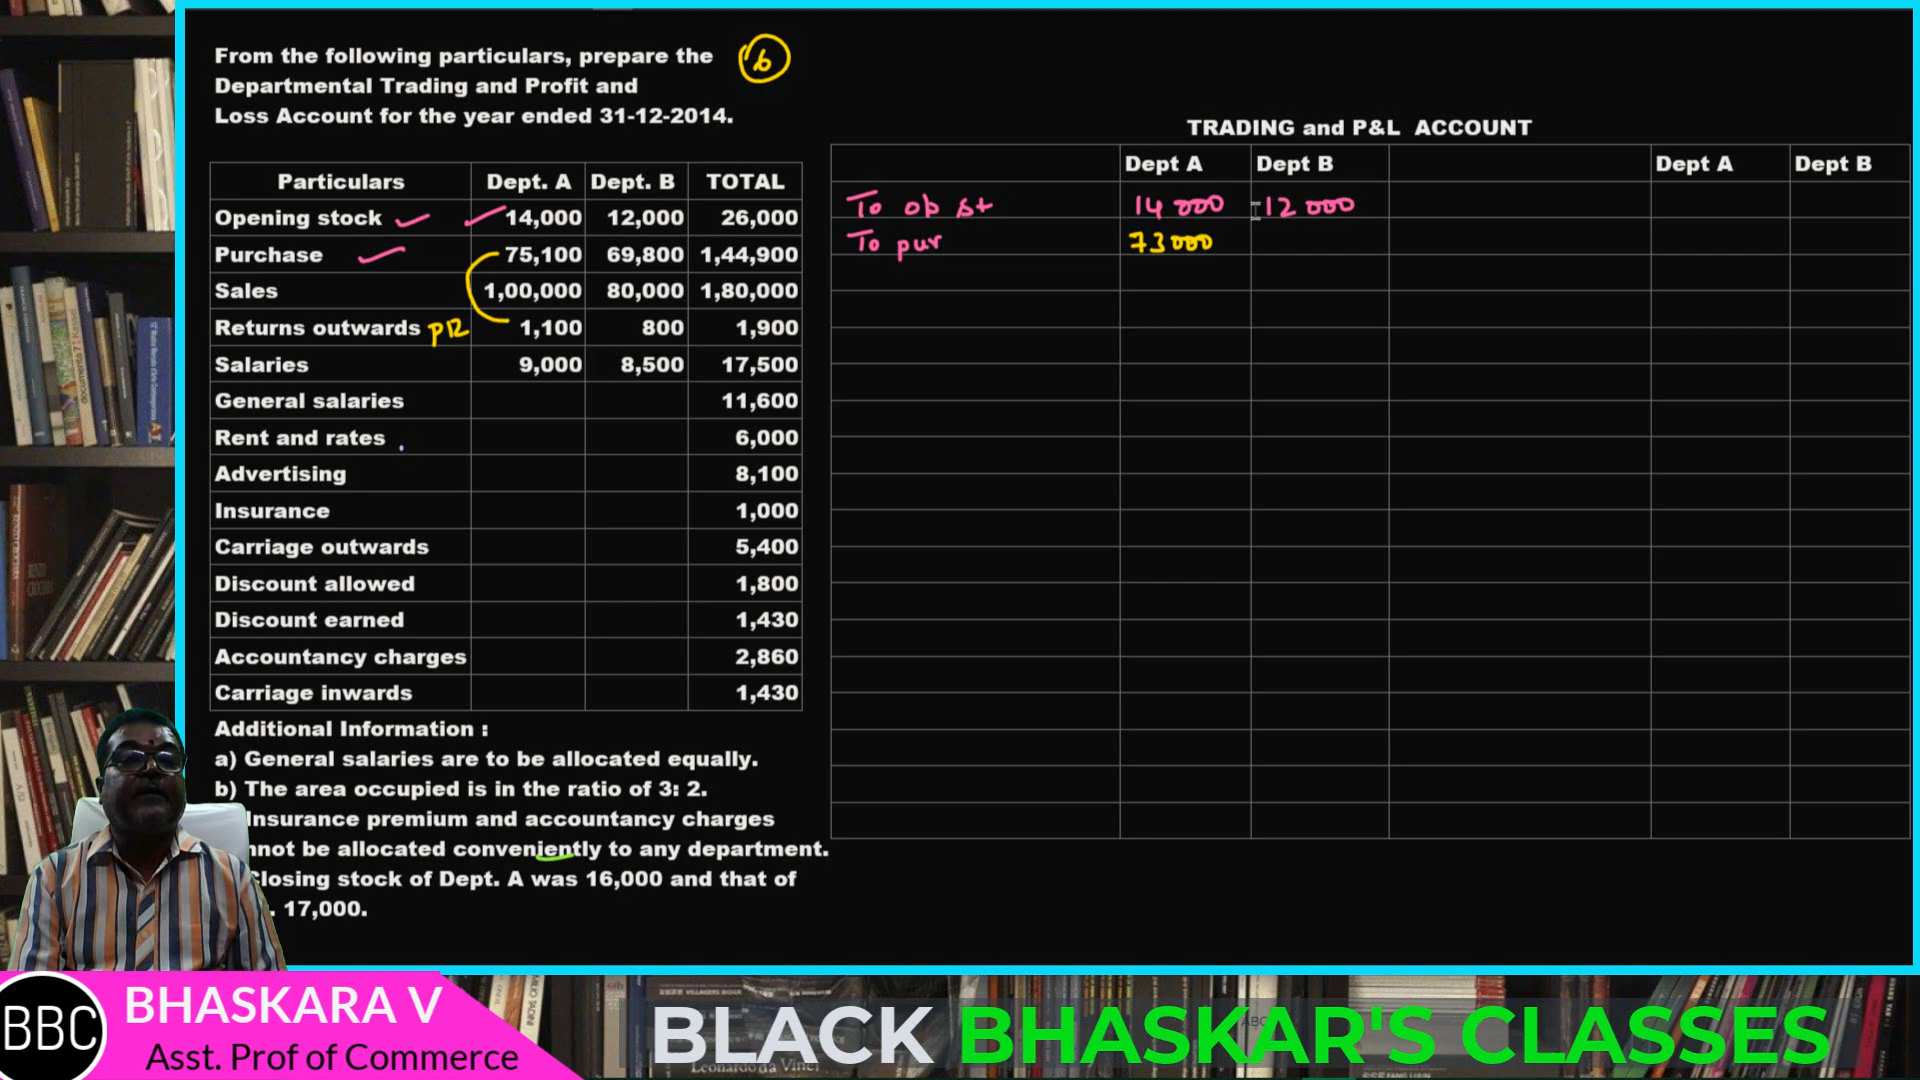 From the following particulars, prepare the
Departmental Trading and Profit and
Loss Account for the year ended 31-12-2014.
6
Particulars Dept. A Dept. B TOTAL
Opening stock 14,000 12,000 26,000
Purchase 75,100 69,800 1,44,900
Sales 1,00,000 80,000 1,80,000
Returns outwards PR 1,100 800 1,900
Salaries 9,000 8,500 17,500
General salaries 11,600
Rent and rates 6,000
Advertising 8,100
Insurance 1,000
Carriage outwards 5,400
Discount allowed 1,800
Discount earned 1,430
Accountancy charges 2,860
Carriage inwards 1,430
Additional Information :
a) General salaries are to be allocated equally.
b) The area occupied is in the ratio of 3: 2.
Insurance premium and accountancy charges
nnot be allocated conveniently to any department.
Closing stock of Dept. A was 16,000 and that of
. 17,000.
TRADING and P&L ACCOUNT
Dept A Dept B Dept A Dept B
To op st 14 000 12 000
To pur 73000
BBC
BHASKARA V
Asst. Prof of Commerce
BLACK BHASKAR'S CLASSES
Leonardo da Vinci